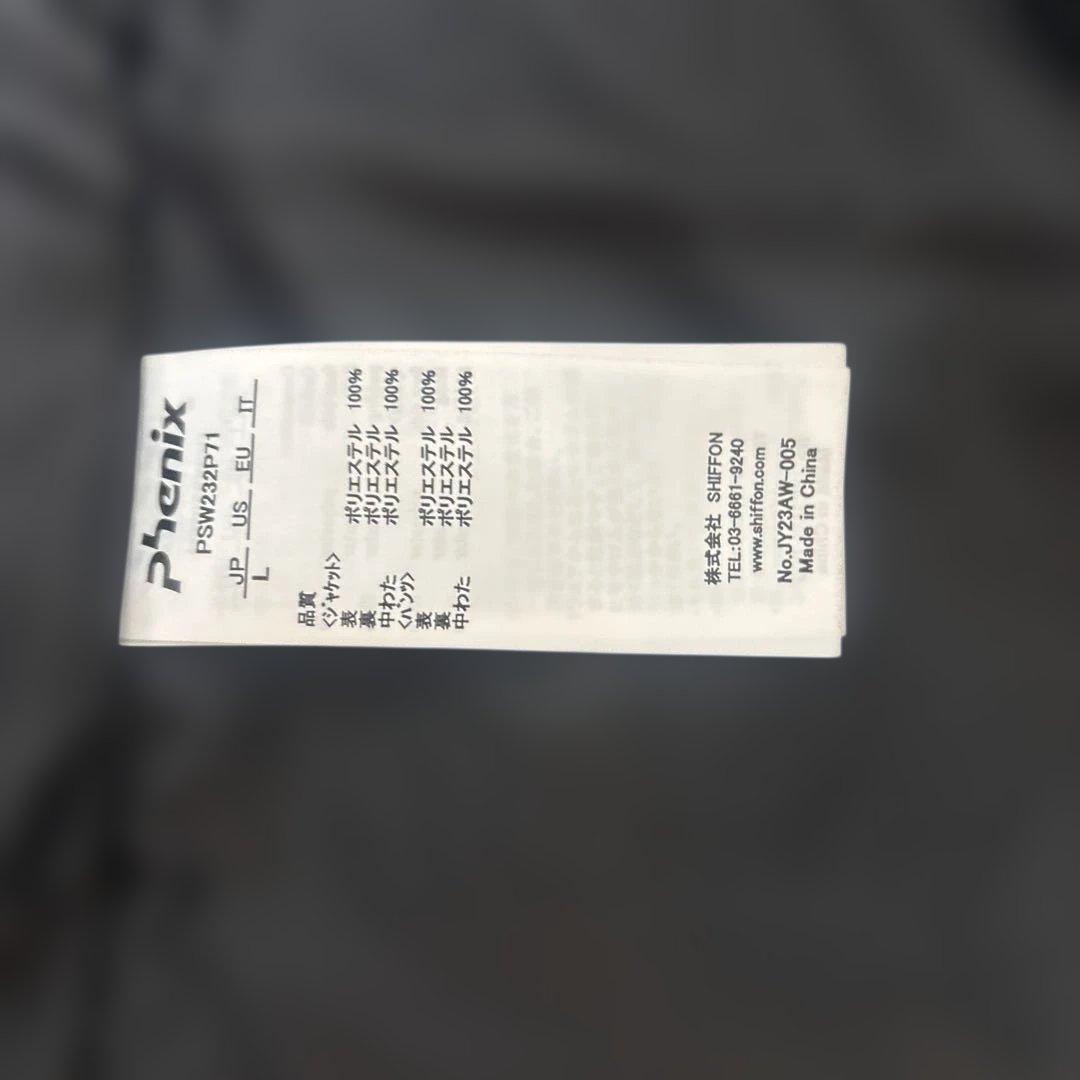 Phenix
PSW232P71
JP US EU IT
L
品質
<ジャケット>
表 ポリエステル 100%
裏 ポリエステル
中わた ポリエステル 100%
<パンツ>
表 ポリエステル 100%
裏 ポリエステル
中わた ポリエステル 100%
株式会社 SHIFFON
TEL:03-6661-9240
www.shiffon.com
No.JY23AW-005
Made in China